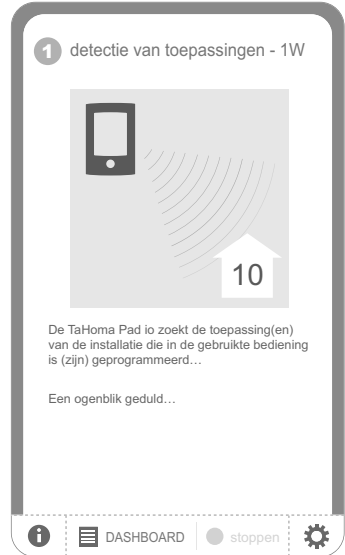 1 detectie van toepassingen - 1W
10
De TaHoma Pad io zoekt de toepassing(en)
van de installatie die in de gebruikte bediening
is (zijn) geprogrammeerd…
Een ogenblik geduld…
i DASHBOARD stoppen